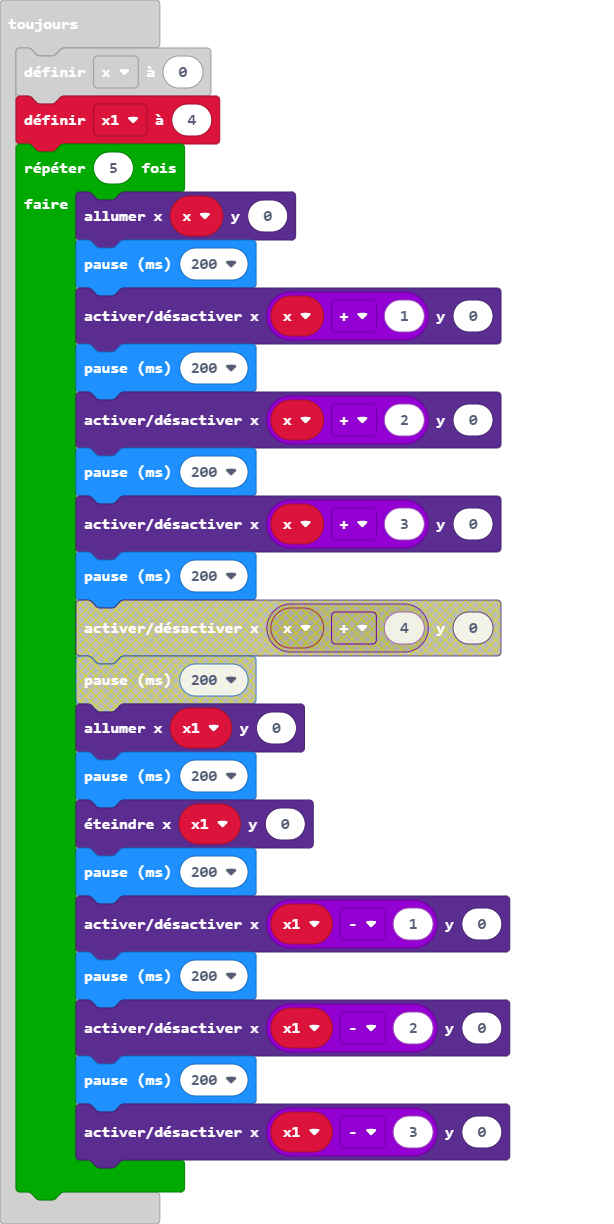 toujours
définir x à 0
définir x1 à 4
répéter 5 fois
faire
allumer x x y 0
pause (ms) 200
activer/désactiver x x + 1 y 0
pause (ms) 200
activer/désactiver x x + 2 y 0
pause (ms) 200
activer/désactiver x x + 3 y 0
pause (ms) 200
activer/désactiver x x + 4 y 0
pause (ms) 200
allumer x x1 y 0
pause (ms) 200
éteindre x x1 y 0
pause (ms) 200
activer/désactiver x x1 - 1 y 0
pause (ms) 200
activer/désactiver x x1 - 2 y 0
pause (ms) 200
activer/désactiver x x1 - 3 y 0